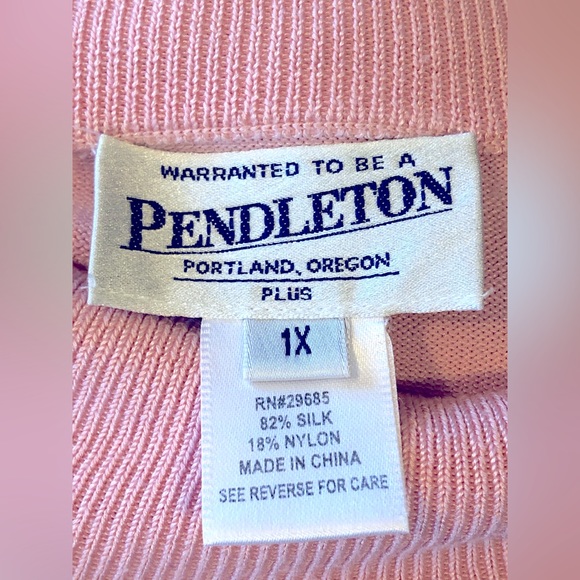 WARRANTED TO BE A
PENDLETON
PORTLAND, OREGON
PLUS
1X
RN#29685
82% SILK
18% NYLON
MADE IN CHINA
SEE REVERSE FOR CARE